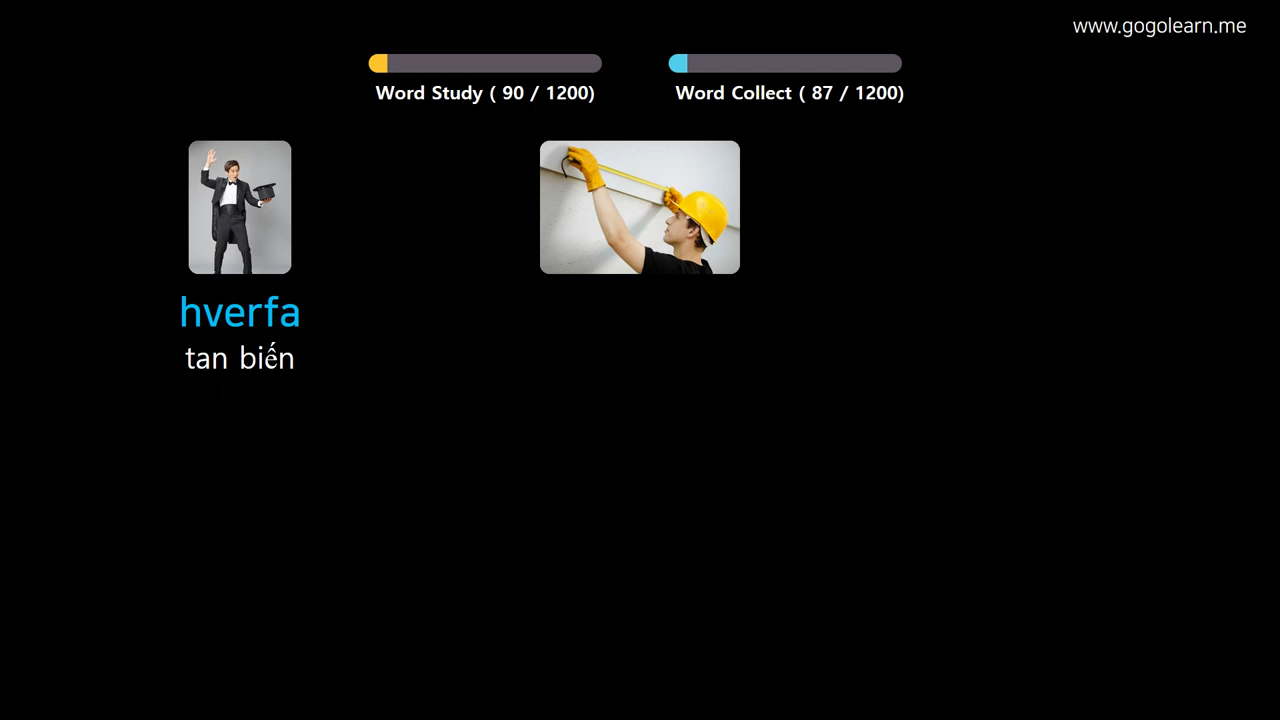 www.gogolearn.me
Word Study ( 90 / 1200)
Word Collect ( 87 / 1200)
hverfa
tan biến